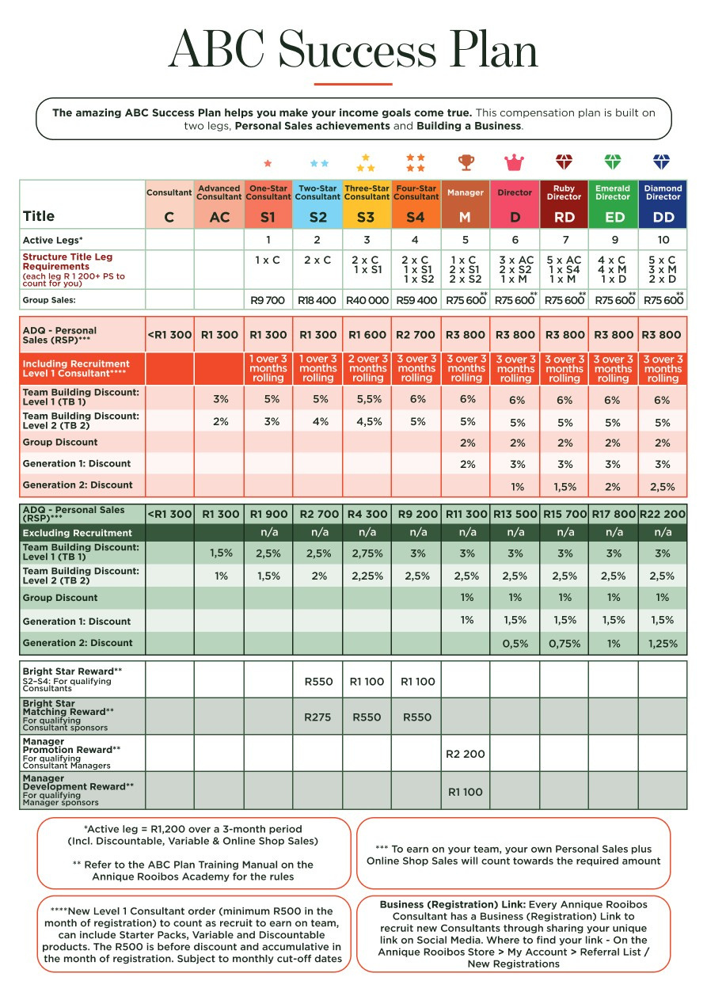 ABC Success Plan
The amazing ABC Success Plan helps you make your income goals come true. This compensation plan is built on
two legs, Personal Sales achievements and Building a Business.
Title
Consultant C
Advanced Consultant AC
One-Star Consultant S1
Two-Star Consultant S2
Three-Star Consultant S3
Four-Star Consultant S4
Manager M
Director D
Ruby Director RD
Emerald Director ED
Diamond Director DD
Active Legs* 1 2 3 4 5 6 7 9 10
Structure Title Leg
Requirements
(each leg R 1 200+ PS to
count for you)
1 x C
2 x C
2 x C
1 x S1
2 x C
1 x S1
1 x S2
1 x C
2 x S1
2 x S2
3 x AC
2 x S2
1 x M
5 x AC
1 x S4
1 x M
4 x C
4 x M
1 x D
5 x C
3 x M
2 x D
Group Sales: R9 700 R18 400 R40 000 R59 400 R75 600** R75 600** R75 600** R75 600** R75 600**
ADQ - Personal
Sales (RSP)***
<R1 300 R1 300 R1 300 R1 300 R1 600 R2 700 R3 800 R3 800 R3 800 R3 800 R3 800
Including Recruitment
Level 1 Consultant****
1 over 3 1 over 3 2 over 3 3 over 3 3 over 3 3 over 3 3 over 3 3 over 3 3 over 3
months months months months months months months months months
rolling rolling rolling rolling rolling rolling rolling rolling rolling
Team Building Discount:
Level 1 (TB 1)
3% 5% 5% 5,5% 6% 6% 6% 6% 6% 6%
Team Building Discount:
Level 2 (TB 2)
2% 3% 4% 4,5% 5% 5% 5% 5% 5% 5%
Group Discount 2% 2% 2% 2% 2%
Generation 1: Discount 2% 3% 3% 3% 3%
Generation 2: Discount 1% 1,5% 2% 2,5%
ADQ - Personal Sales
(RSP)***
<R1 300 R1 300 R1 900 R2 700 R4 300 R9 200 R11 300 R13 500 R15 700 R17 800 R22 200
Excluding Recruitment n/a n/a n/a n/a n/a n/a n/a n/a n/a
Team Building Discount:
Level 1 (TB 1)
1,5% 2,5% 2,5% 2,75% 3% 3% 3% 3% 3% 3%
Team Building Discount:
Level 2 (TB 2)
1% 1,5% 2% 2,25% 2,5% 2,5% 2,5% 2,5% 2,5% 2,5%
Group Discount 1% 1% 1% 1% 1%
Generation 1: Discount 1% 1,5% 1,5% 1,5% 1,5%
Generation 2: Discount 0,5% 0,75% 1% 1,25%
Bright Star Reward**
S2–S4: For qualifying
Consultants
R550 R1 100 R1 100
Bright Star
Matching Reward**
For qualifying
Consultant sponsors
R275 R550 R550
Manager
Promotion Reward**
For qualifying
Consultant Managers
R2 200
Manager
Development Reward**
For qualifying
Manager sponsors
R1 100
*Active leg = R1,200 over a 3-month period
(Incl. Discountable, Variable & Online Shop Sales)
** Refer to the ABC Plan Training Manual on the
Annique Rooibos Academy for the rules
*** To earn on your team, your own Personal Sales plus
Online Shop Sales will count towards the required amount
****New Level 1 Consultant order (minimum R500 in the
month of registration) to count as recruit to earn on team,
can include Starter Packs, Variable and Discountable
products. The R500 is before discount and accumulative in
the month of registration. Subject to monthly cut-off dates
Business (Registration) Link: Every Annique Rooibos
Consultant has a Business (Registration) Link to
recruit new Consultants through sharing your unique
link on Social Media. Where to find your link - On the
Annique Rooibos Store > My Account > Referral List /
New Registrations